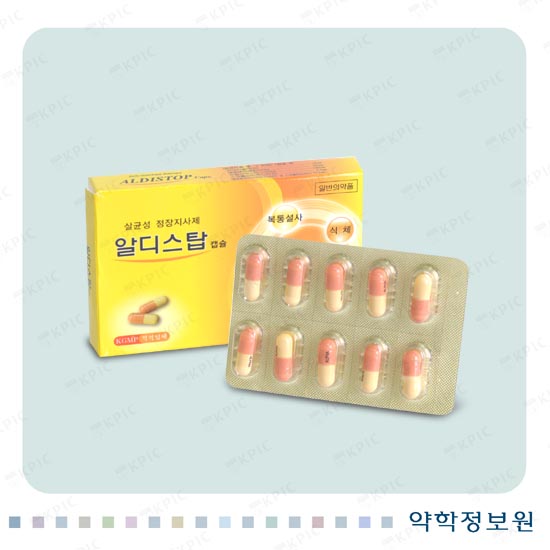 ALDISTOP Caps.
일반의약품
살균성 정장지사제
복통설사
식 체
알디스탑 캡슐
KGMP 적격업체
약학정보원
KPIC